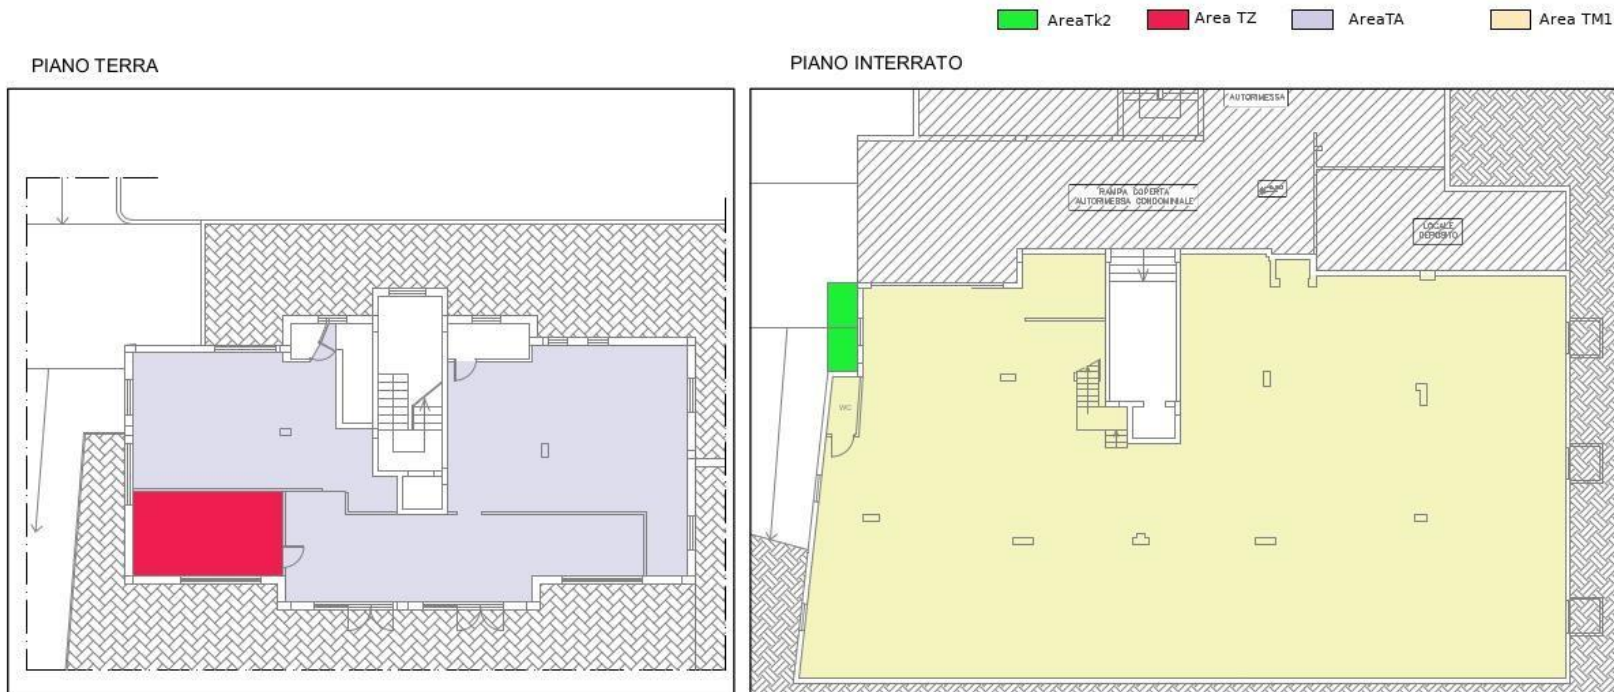 AreaTk2
Area TZ
AreaTA
Area TM1
PIANO TERRA
PIANO INTERRATO
AUTORIMESSA
RAMPA COPERTA
AUTORIMESSA CONDOMINIALE
LOCALE
DEPOSITO
WC